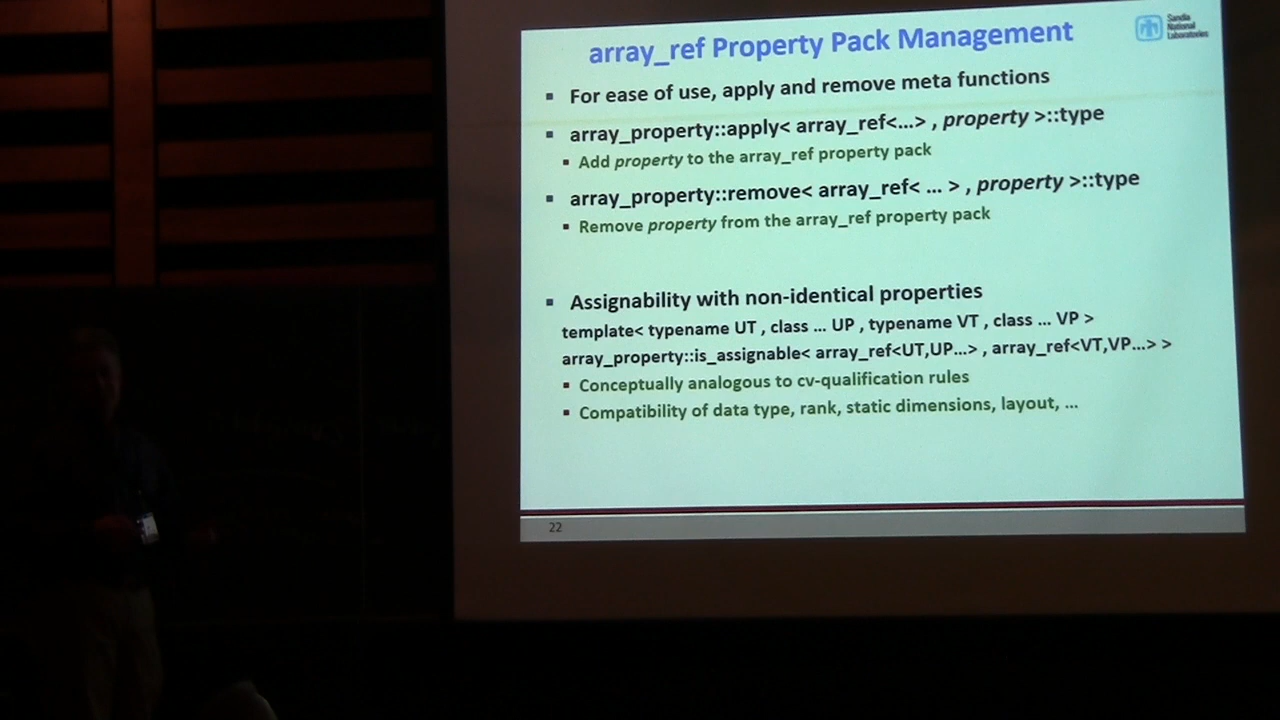 array_ref Property Pack Management
Sandia
National
Laboratories
▪ For ease of use, apply and remove meta functions
▪ array_property::apply< array_ref<...> , property >::type
▪ Add property to the array_ref property pack
▪ array_property::remove< array_ref< ... > , property >::type
▪ Remove property from the array_ref property pack
▪ Assignability with non-identical properties
template< typename UT , class ... UP , typename VT , class ... VP >
array_property::is_assignable< array_ref<UT,UP...> , array_ref<VT,VP...> >
▪ Conceptually analogous to cv-qualification rules
▪ Compatibility of data type, rank, static dimensions, layout, ...
22